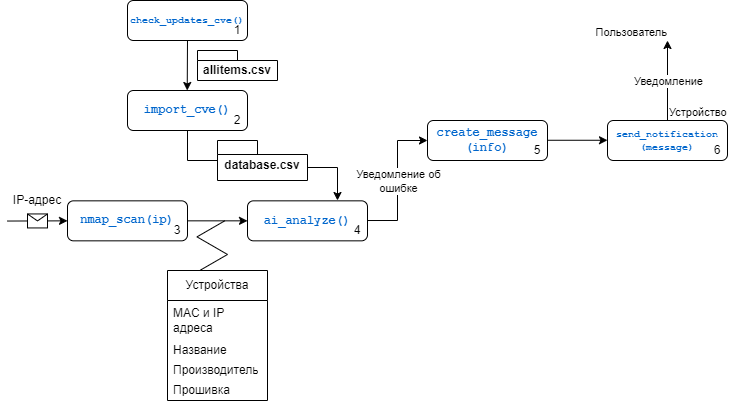 check_updates_cve()
1
allitems.csv
import_cve()
2
database.csv
IP-адрес
nmap_scan(ip)
3
ai_analyze()
4
Устройства
МАС и IP
адреса
Название
Производитель
Прошивка
Уведомление об
ошибке
create_message
(info)
5
Пользователь
Уведомление
Устройство
send_notification
(message)
6